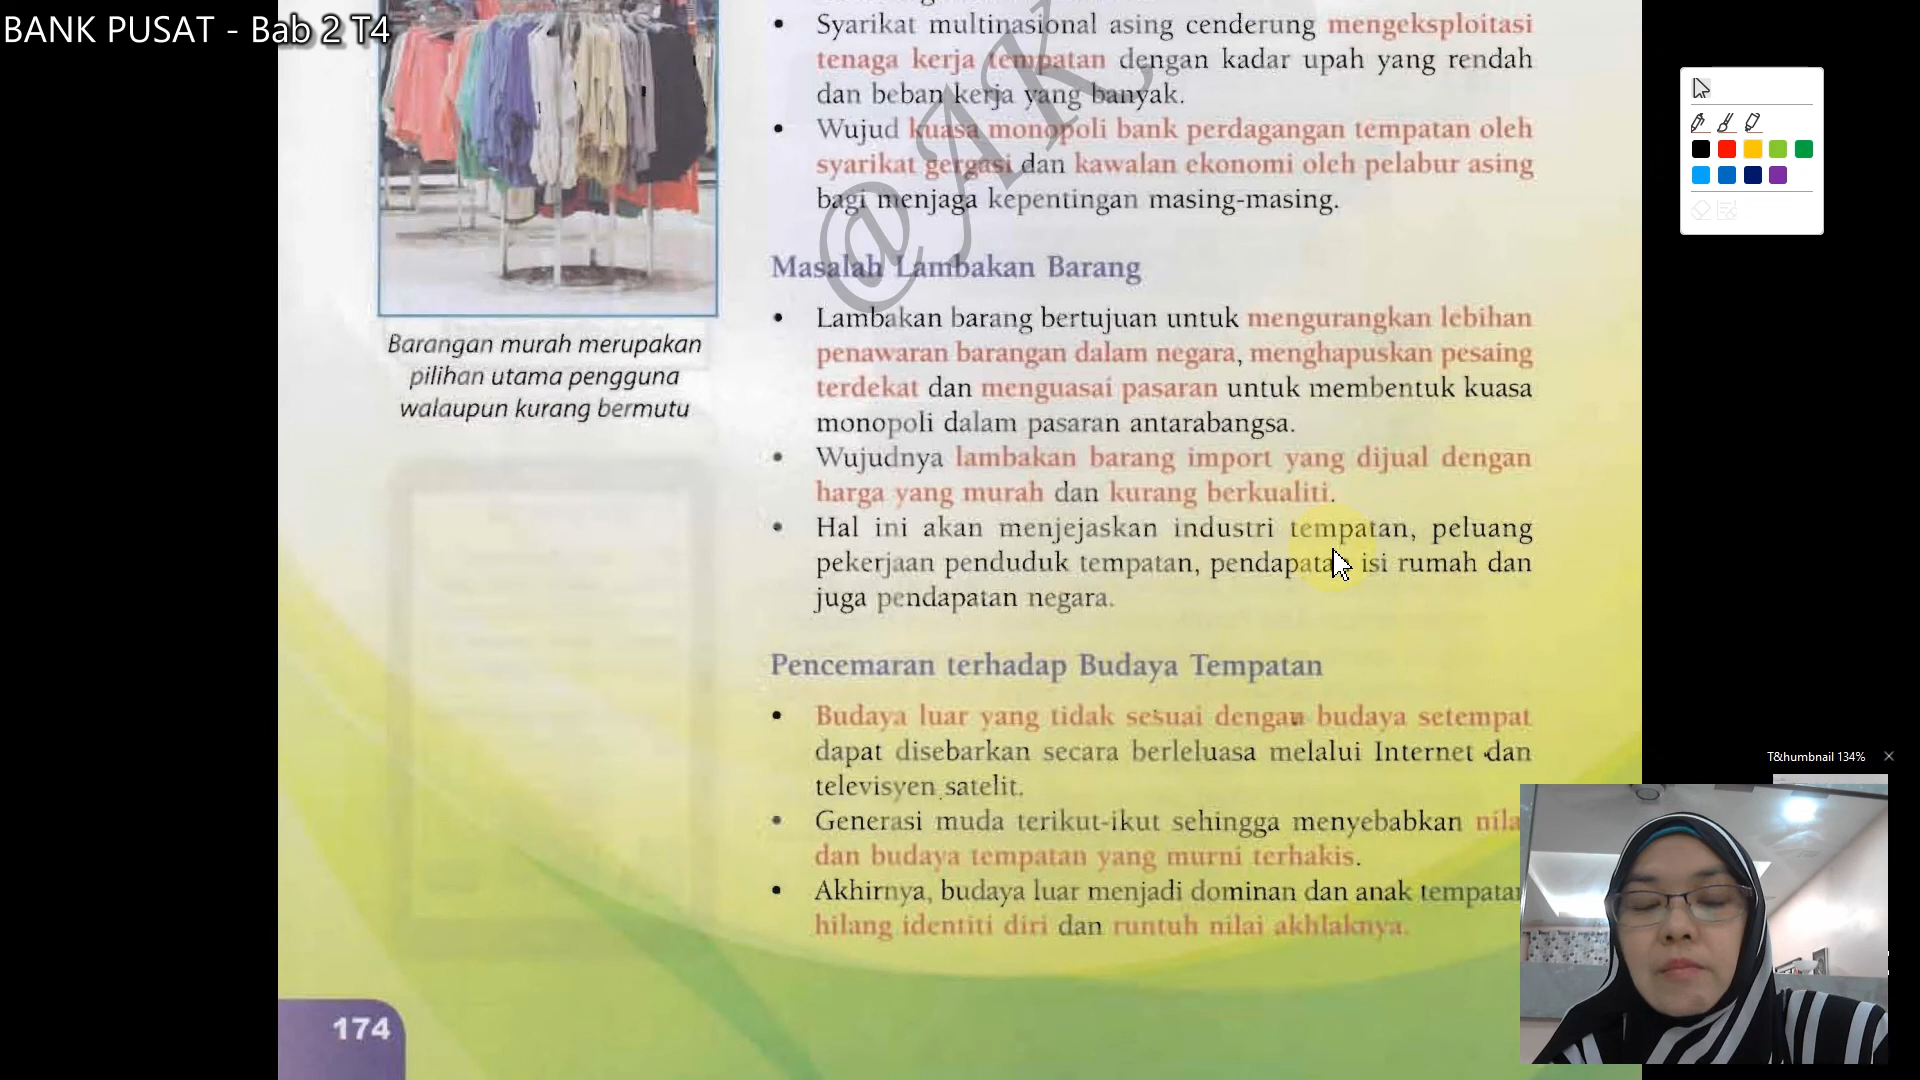 BANK PUSAT - Bab 2 T4
• Syarikat multinasional asing cenderung mengeksploitasi
tenaga kerja tempatan dengan kadar upah yang rendah
dan beban kerja yang banyak.
• Wujud kuasa monopoli bank perdagangan tempatan oleh
syarikat gergasi dan kawalan ekonomi oleh pelabur asing
bagi menjaga kepentingan masing-masing.
Masalah Lambakan Barang
• Lambakan barang bertujuan untuk mengurangkan lebihan
penawaran barangan dalam negara, menghapuskan pesaing
terdekat dan menguasai pasaran untuk membentuk kuasa
monopoli dalam pasaran antarabangsa.
• Wujudnya lambakan barang import yang dijual dengan
harga yang murah dan kurang berkualiti.
• Hal ini akan menjejaskan industri tempatan, peluang
pekerjaan penduduk tempatan, pendapatan isi rumah dan
juga pendapatan negara.
Pencemaran terhadap Budaya Tempatan
• Budaya luar yang tidak sesuai dengan budaya setempat
dapat disebarkan secara berleluasa melalui Internet dan
televisyen satelit.
• Generasi muda terikut-ikut sehingga menyebabkan nila
dan budaya tempatan yang murni terhakis.
• Akhirnya, budaya luar menjadi dominan dan anak tempatan
hilang identiti diri dan runtuh nilai akhlaknya.
Barangan murah merupakan
pilihan utama pengguna
walaupun kurang bermutu
174
@AK
T&humbnail 134%